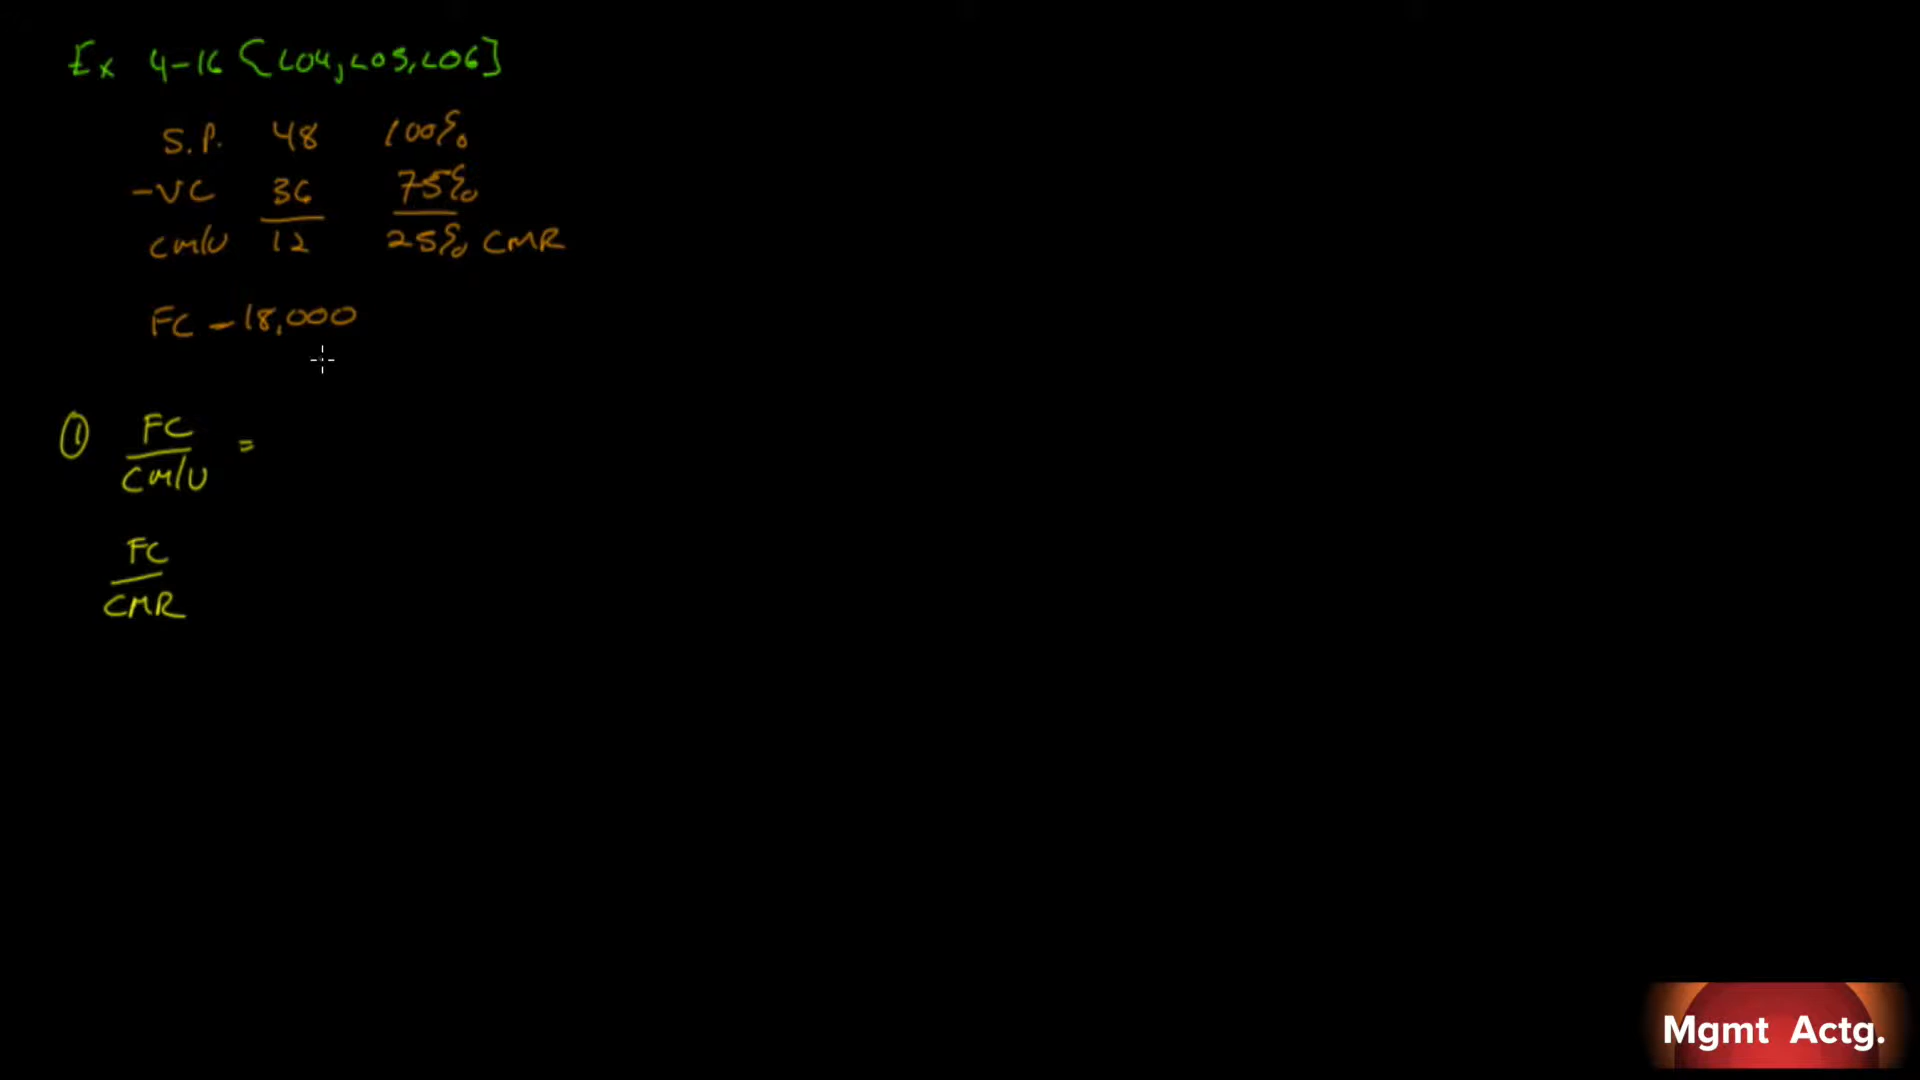 Ex 4-16 {LO4, LO5, LO6]
S.P. 48 100%
-VC 36 75%
cm/U 12 25% CMR
FC - 18,000
① FC
=
cm/U
FC
CMR
Mgmt Actg.